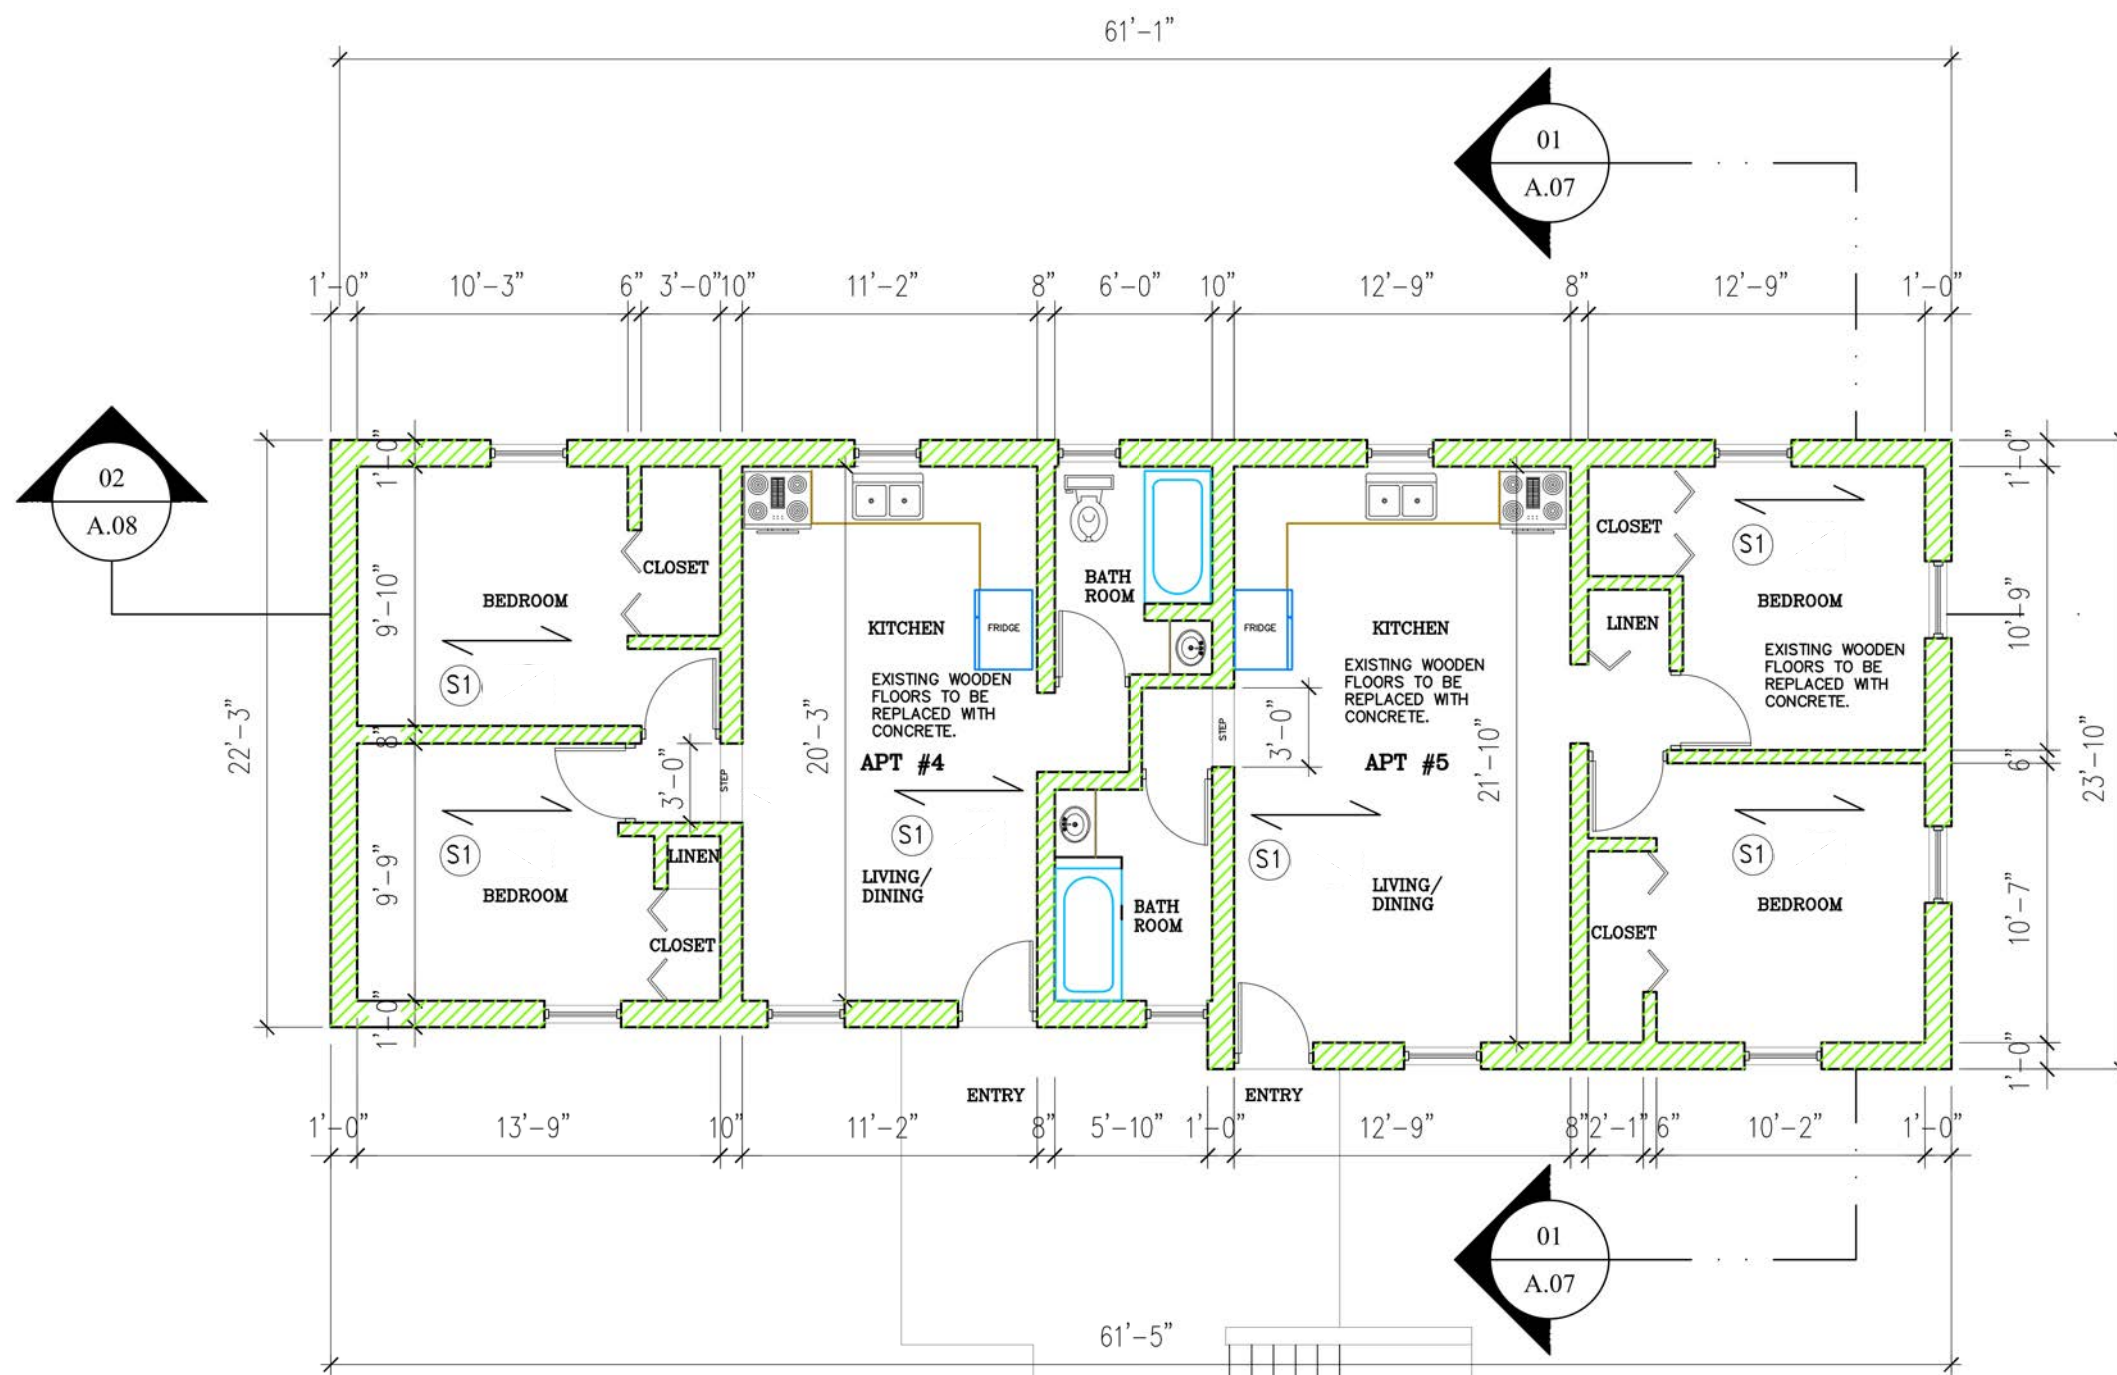 61'-1"
01
A.07
1'-0" 10'-3" 6" 3'-0" 10" 11'-2" 8" 6'-0" 10" 12'-9" 8" 12'-9" 1'-0"
02
A.08
1'-0"
1'-0"
1'-0"
CLOSET
S1
CLOSET
BATH
ROOM
9'-10"
BEDROOM
BEDROOM
10'-9"
KITCHEN
FRIDGE
FRIDGE
KITCHEN
LINEN
EXISTING WOODEN
FLOORS TO BE
REPLACED WITH
CONCRETE.
EXISTING WOODEN
FLOORS TO BE
REPLACED WITH
CONCRETE.
EXISTING WOODEN
FLOORS TO BE
REPLACED WITH
CONCRETE.
S1
22'-3"
8"
20'-3"
STEP
3'-0"
21'-10"
6"
23'-10"
APT #4
APT #5
3'-0"
STEP
S1
S1
S1
S1
LINEN
9'-9"
BEDROOM
LIVING/
DINING
BATH
ROOM
LIVING/
DINING
BEDROOM
10'-7"
CLOSET
CLOSET
1'-0"
1'-0"
1'-0"
ENTRY
ENTRY
1'-0" 13'-9" 10" 11'-2" 8" 5'-10" 1'-0" 12'-9" 8" 2'-1" 6" 10'-2" 1'-0"
01
A.07
61'-5"